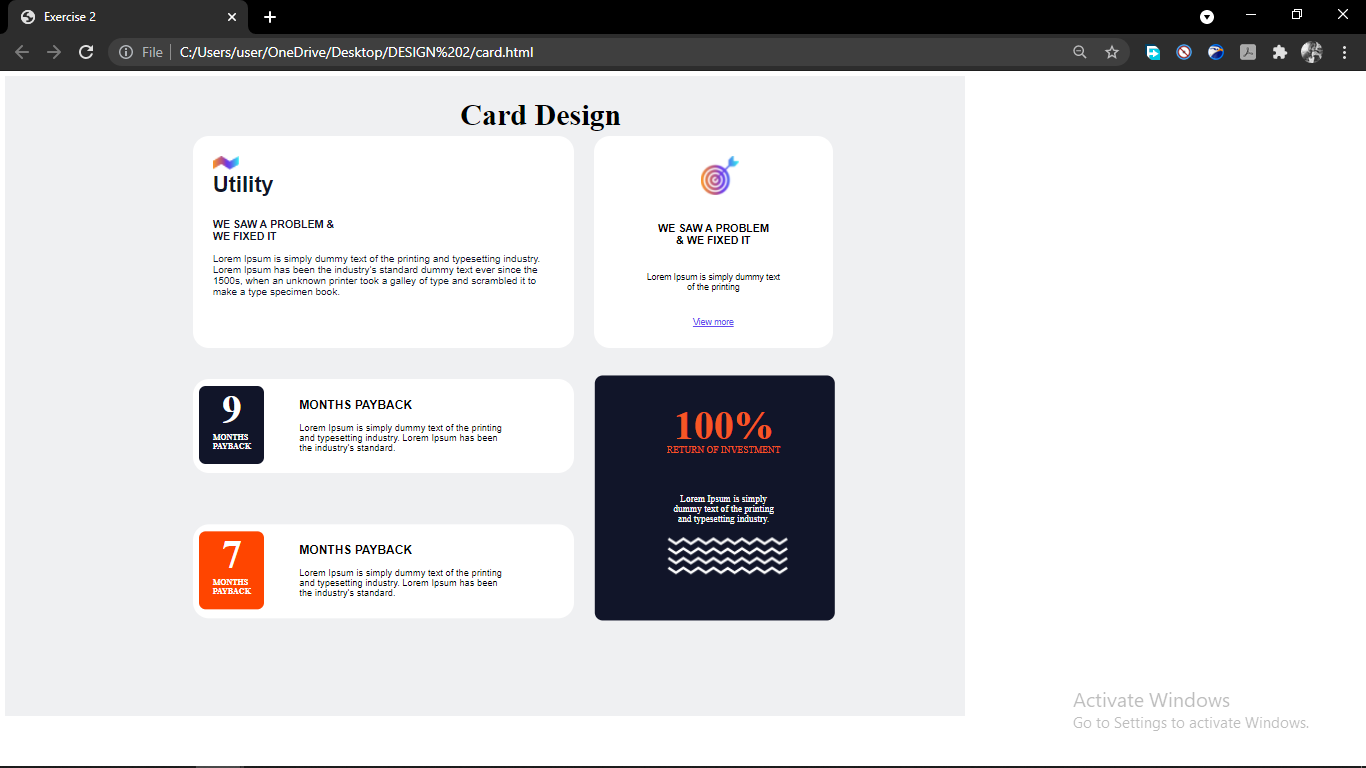 Exercise 2
File
C:/Users/user/OneDrive/Desktop/DESIGN%202/card.html
Card Design
Utility
WE SAW A PROBLEM &
WE FIXED IT
Lorem Ipsum is simply dummy text of the printing and typesetting industry.
Lorem Ipsum has been the industry's standard dummy text ever since the
1500s, when an unknown printer took a galley of type and scrambled it to
make a type specimen book.
WE SAW A PROBLEM
& WE FIXED IT
Lorem Ipsum is simply dummy text
of the printing
View more
9
MONTHS
PAYBACK
MONTHS PAYBACK
Lorem Ipsum is simply dummy text of the printing
and typesetting industry. Lorem Ipsum has been
the industry's standard.
7
MONTHS
PAYBACK
MONTHS PAYBACK
Lorem Ipsum is simply dummy text of the printing
and typesetting industry. Lorem Ipsum has been
the industry's standard.
100%
RETURN OF INVESTMENT
Lorem Ipsum is simply
dummy text of the printing
and typesetting industry.
Activate Windows
Go to Settings to activate Windows.